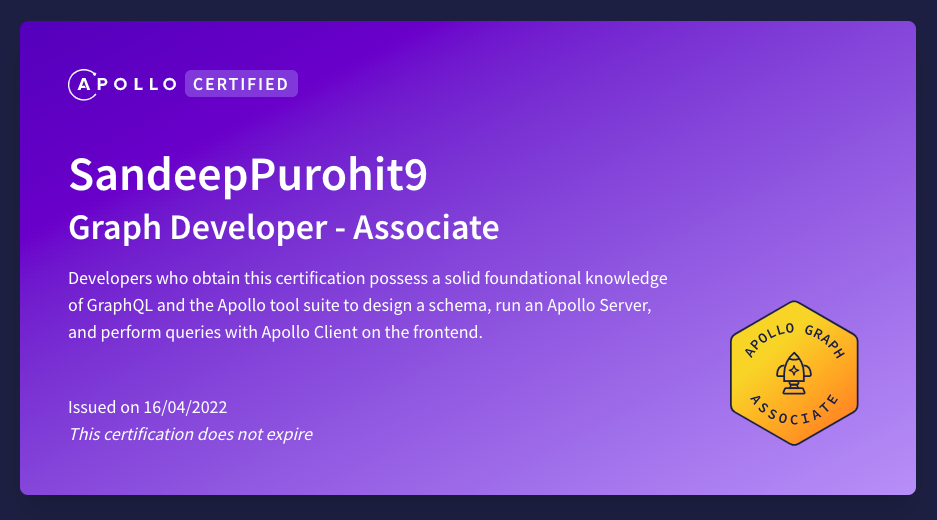 APOLLO CERTIFIED
SandeepPurohit9
Graph Developer - Associate
Developers who obtain this certification possess a solid foundational knowledge
of GraphQL and the Apollo tool suite to design a schema, run an Apollo Server,
and perform queries with Apollo Client on the frontend.
APOLLO GRAPH
ASSOCIATE
Issued on 16/04/2022
This certification does not expire